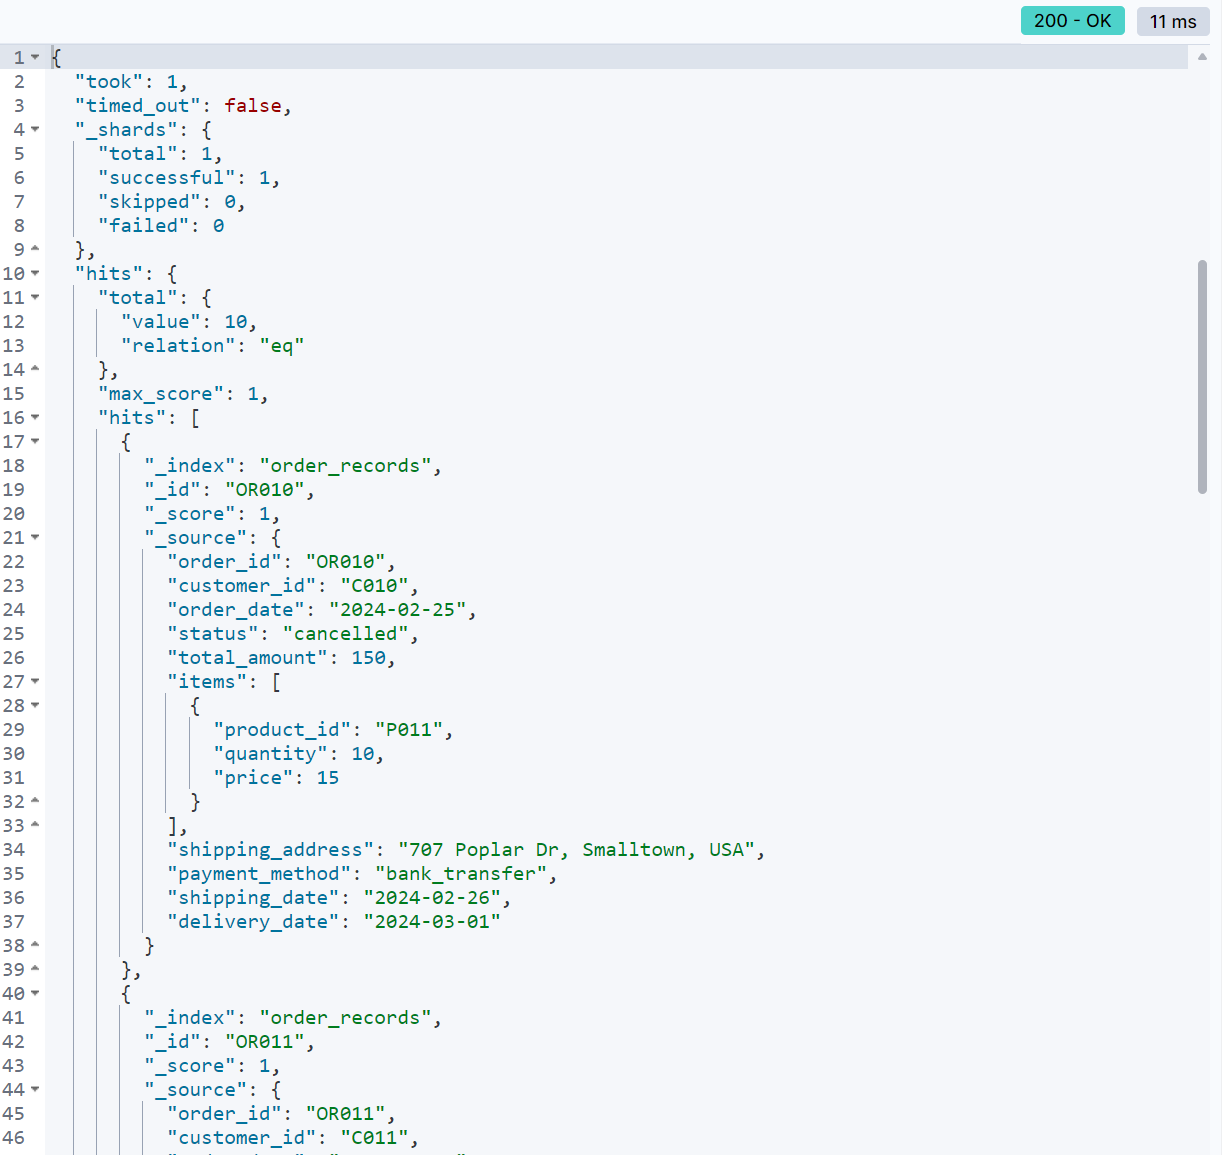 200 - OK 11 ms
1 {
2 "took": 1,
3 "timed_out": false,
4 "_shards": {
5 "total": 1,
6 "successful": 1,
7 "skipped": 0,
8 "failed": 0
9 },
10 "hits": {
11 "total": {
12 "value": 10,
13 "relation": "eq"
14 },
15 "max_score": 1,
16 "hits": [
17 {
18 "_index": "order_records",
19 "_id": "OR010",
20 "_score": 1,
21 "_source": {
22 "order_id": "OR010",
23 "customer_id": "C010",
24 "order_date": "2024-02-25",
25 "status": "cancelled",
26 "total_amount": 150,
27 "items": [
28 {
29 "product_id": "P011",
30 "quantity": 10,
31 "price": 15
32 }
33 ],
34 "shipping_address": "707 Poplar Dr, Smalltown, USA",
35 "payment_method": "bank_transfer",
36 "shipping_date": "2024-02-26",
37 "delivery_date": "2024-03-01"
38 }
39 },
40 {
41 "_index": "order_records",
42 "_id": "OR011",
43 "_score": 1,
44 "_source": {
45 "order_id": "OR011",
46 "customer_id": "C011",